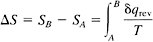 ΔS = S_B − S_A = ∫_A^B δq_rev / T